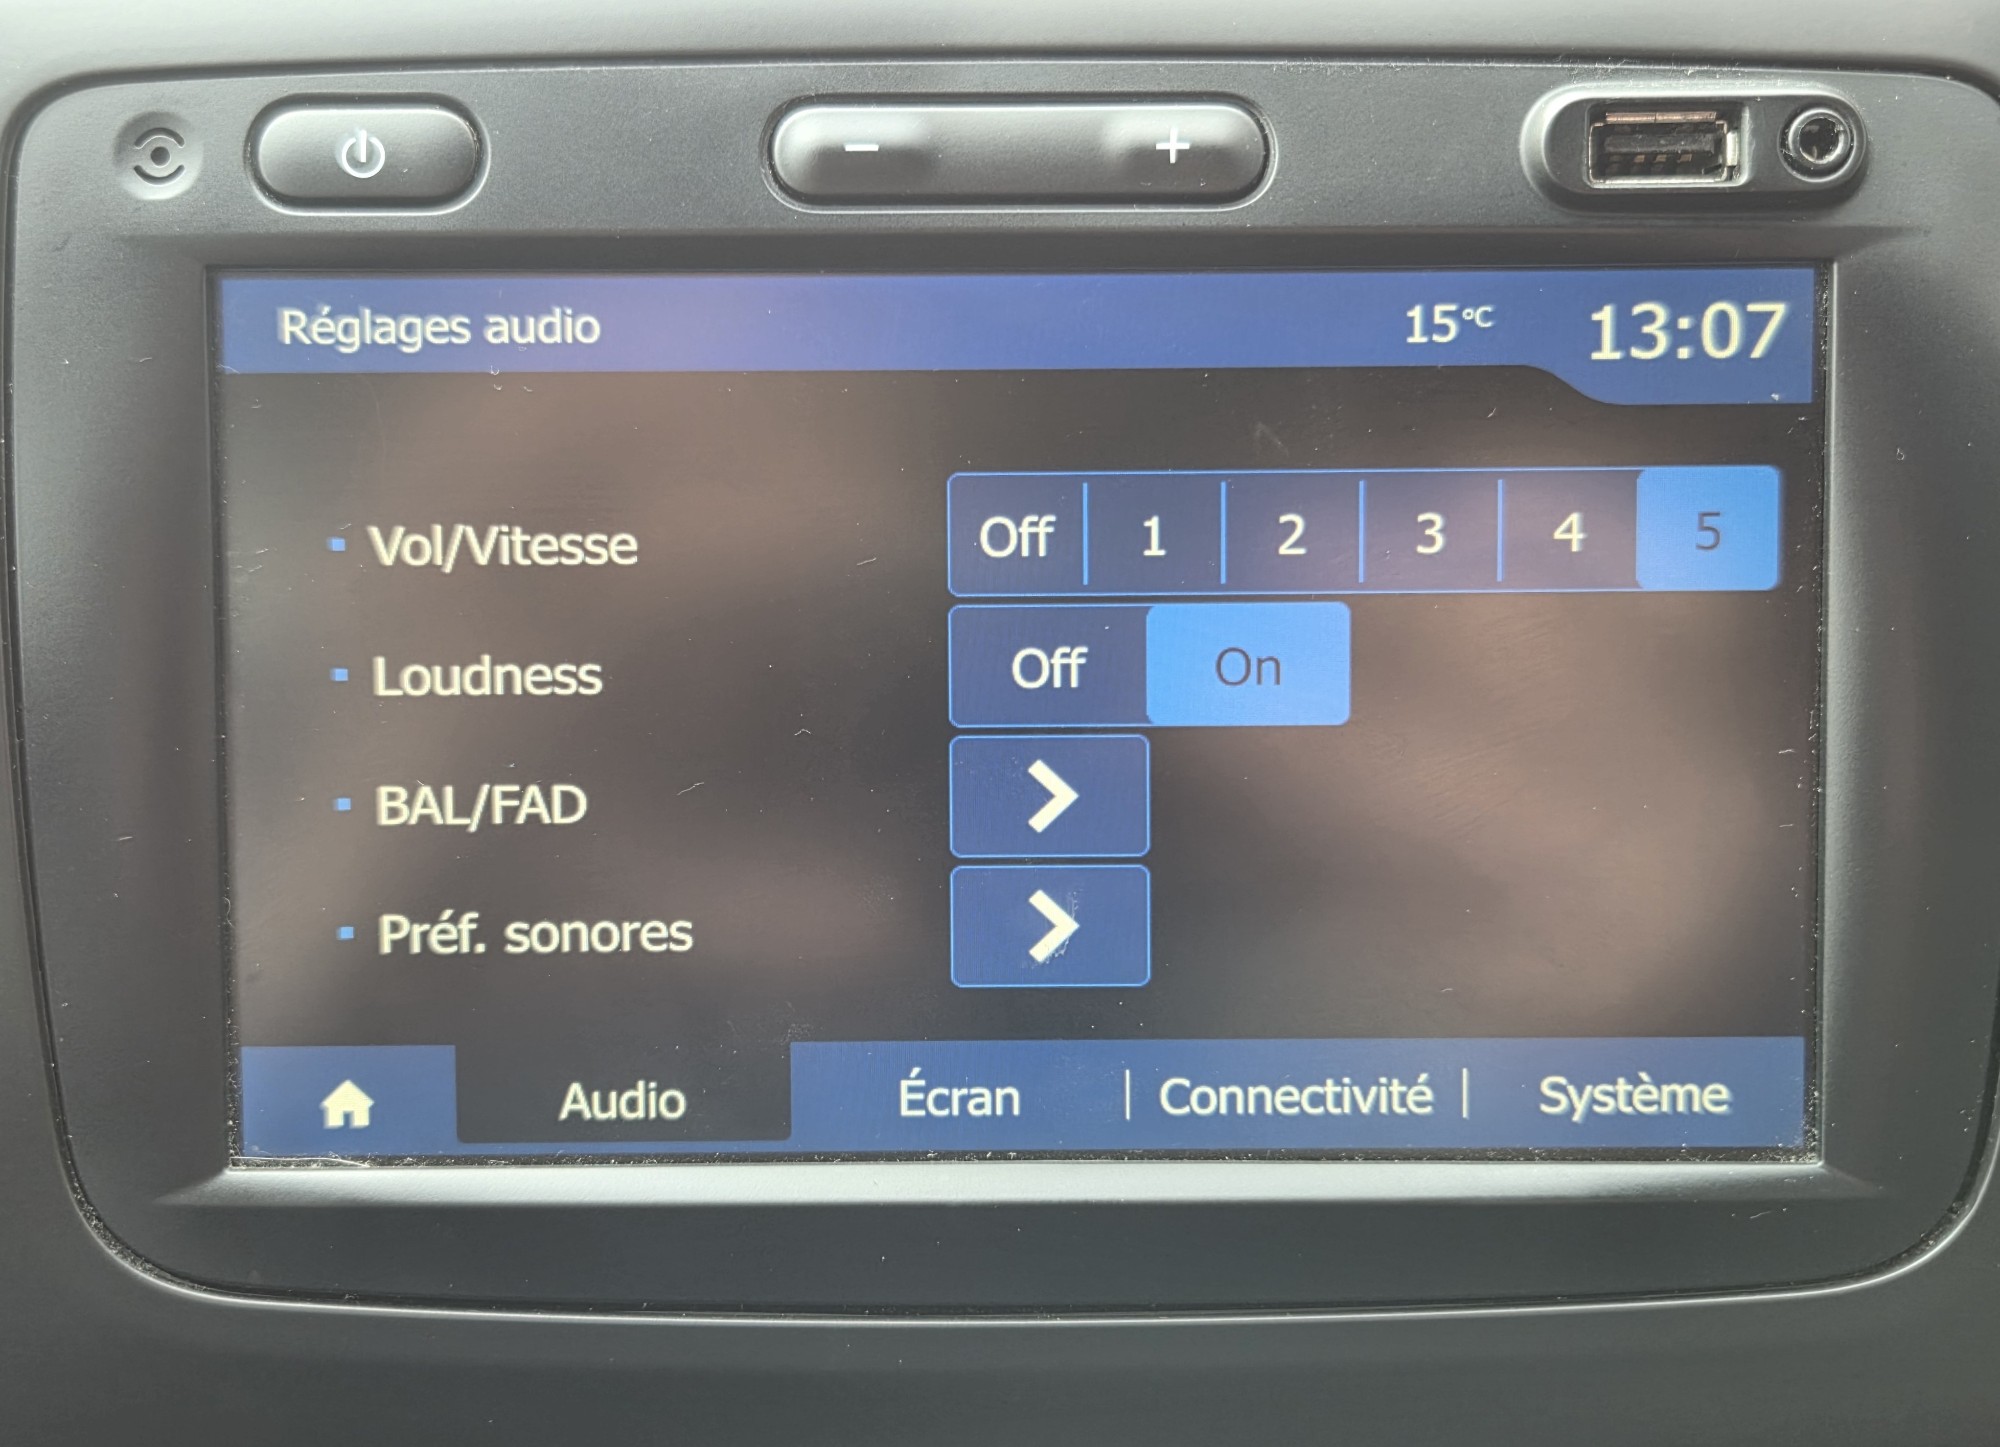 Réglages audio 15°C 13:07
Vol/Vitesse Off 1 2 3 4 5
Loudness Off On
BAL/FAD
Préf. sonores
Audio Écran Connectivité Système